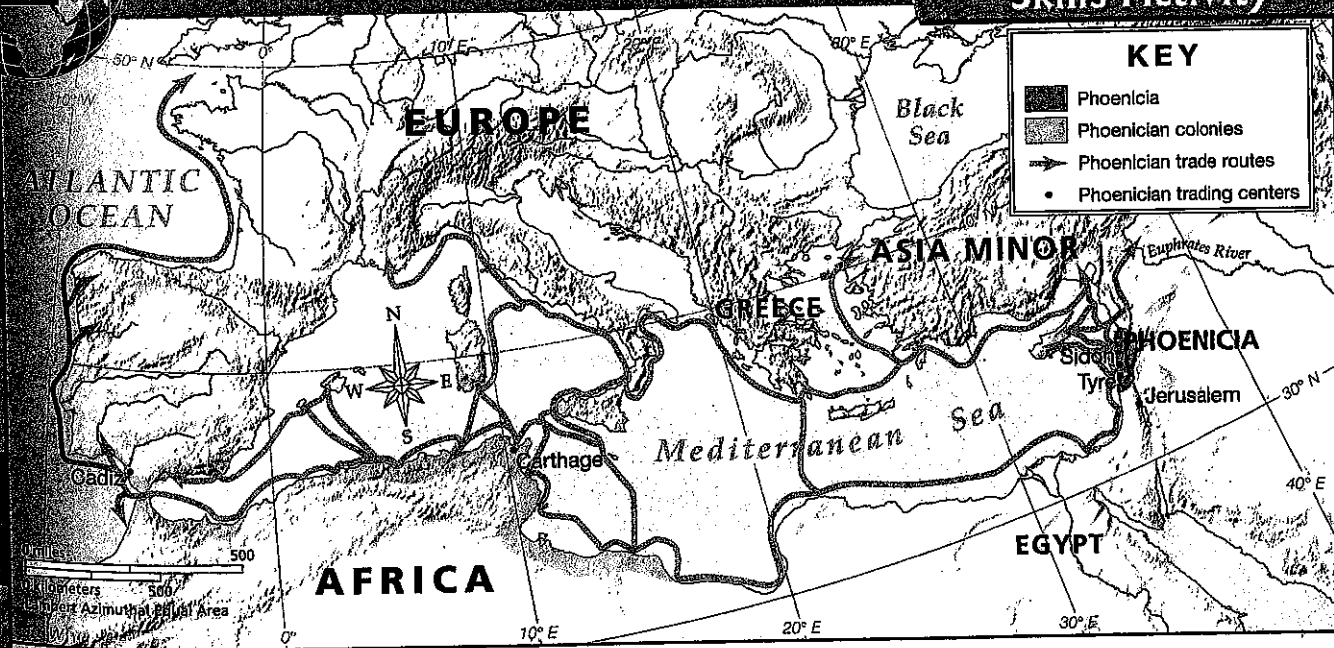 Skills Activity
50° N
0°
10° E
20° E
30° E
10° W
KEY
Phoenicia
Phoenician colonies
Phoenician trade routes
Phoenician trading centers
EUROPE
Black
Sea
ATLANTIC
OCEAN
ASIA MINOR
Euphrates River
GREECE
N
W
E
S
PHOENICIA
Sidon
Tyre
Jerusalem
30° N
Mediterranean Sea
Carthage
Cádiz
40° E
EGYPT
0 miles
500
0 kilometers
500
Lambert Azimuthal Equal Area
AFRICA
0°
10° E
20° E
30° E